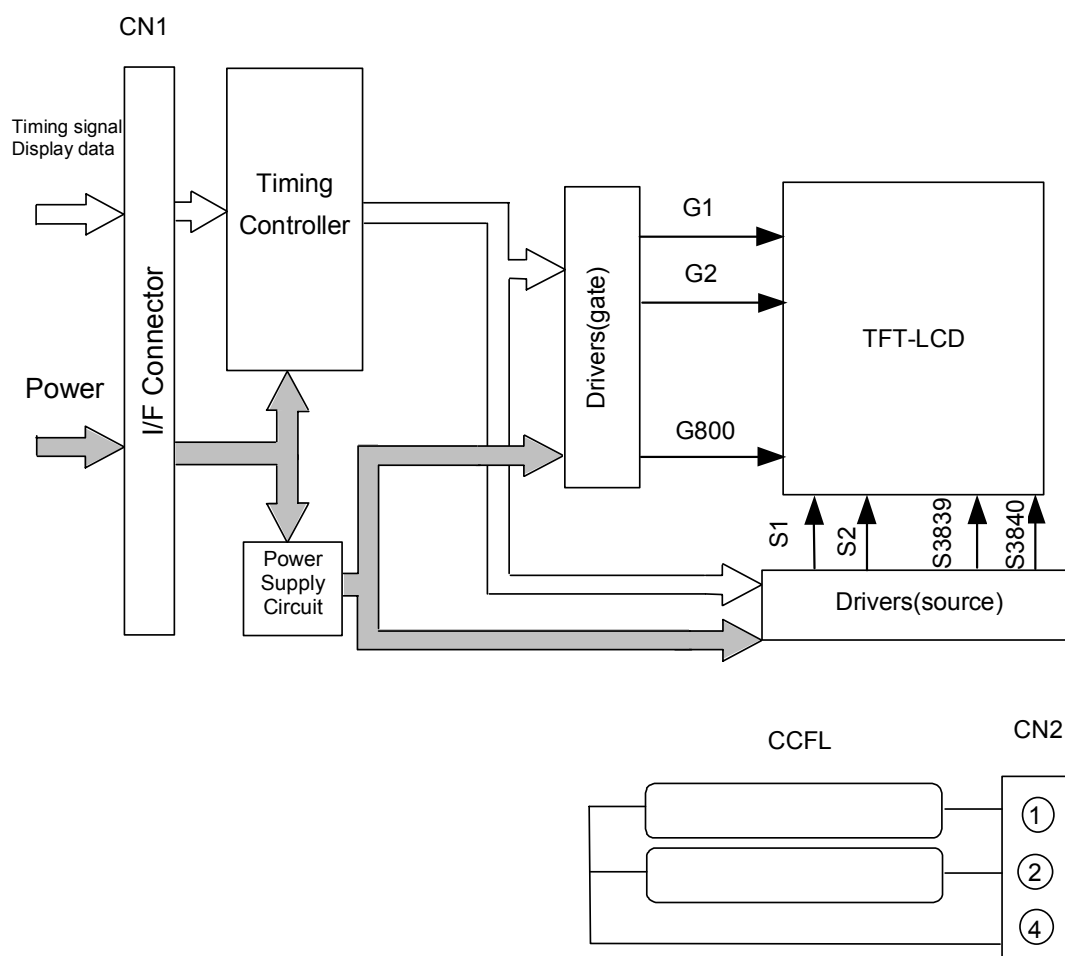 CN1
Timing signal
Display data
Timing
Controller
I/F Connector
Power
Power
Supply
Circuit
Drivers(gate)
G1
G2
G800
TFT-LCD
S1
S2
S3839
S3840
Drivers(source)
CCFL
CN2
1
2
4